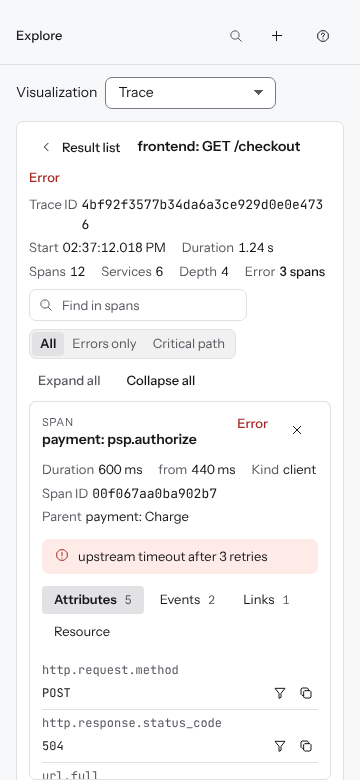 Explore
Visualization Trace
Result list frontend: GET /checkout
Error
Trace ID 4bf92f3577b34da6a3ce929d0e0e473
6
Start 02:37:12.018 PM Duration 1.24 s
Spans 12 Services 6 Depth 4 Error 3 spans
Find in spans
All Errors only Critical path
Expand all Collapse all
SPAN
Error
payment: psp.authorize
Duration 600 ms from 440 ms Kind client
Span ID 00f067aa0ba902b7
Parent payment: Charge
upstream timeout after 3 retries
Attributes 5 Events 2 Links 1
Resource
http.request.method
POST
http.response.status_code
504
url.full